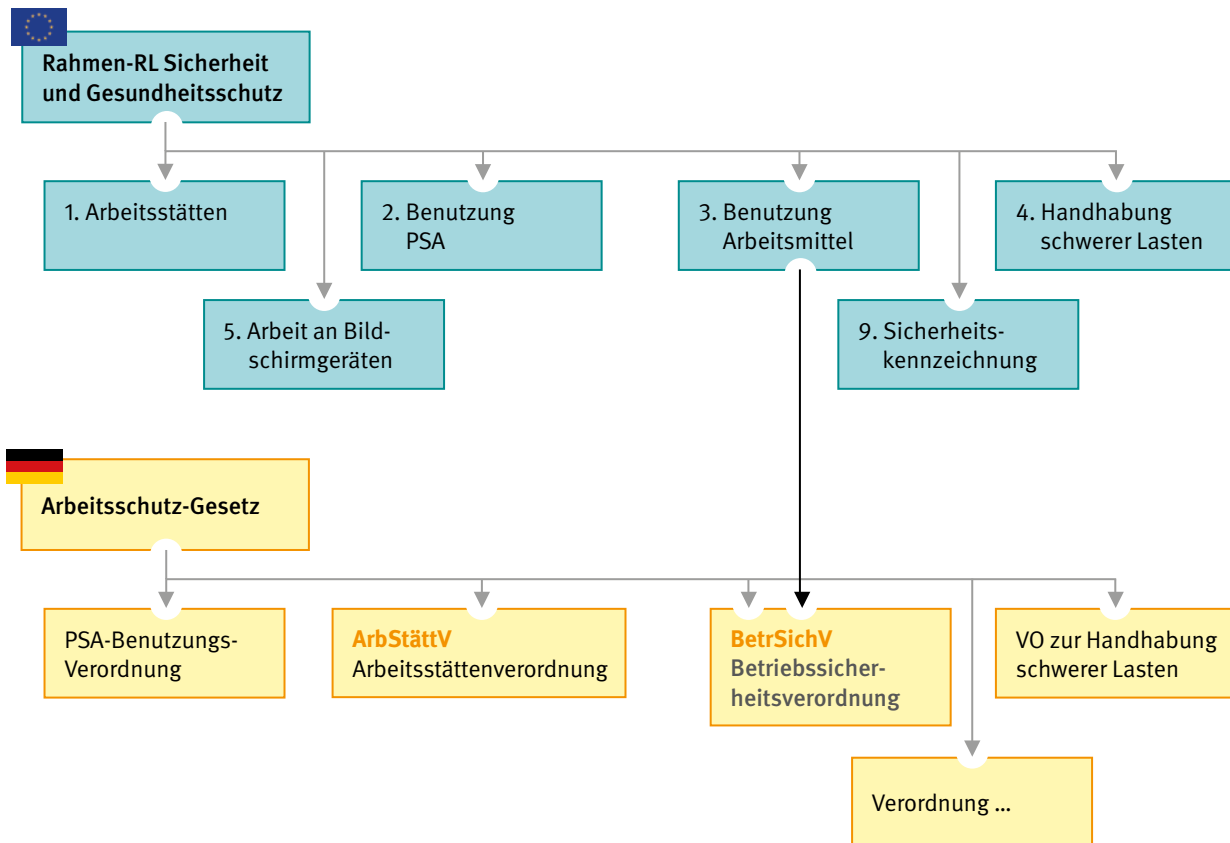 Rahmen-RL Sicherheit
und Gesundheitsschutz
1. Arbeitsstätten
2. Benutzung
PSA
3. Benutzung
Arbeitsmittel
4. Handhabung
schwerer Lasten
5. Arbeit an Bild-
schirmgeräten
9. Sicherheits-
kennzeichnung
Arbeitsschutz-Gesetz
PSA-Benutzungs-
Verordnung
ArbStättV
Arbeitsstättenverordnung
BetrSichV
Betriebssicher-
heitsverordnung
VO zur Handhabung
schwerer Lasten
Verordnung ...